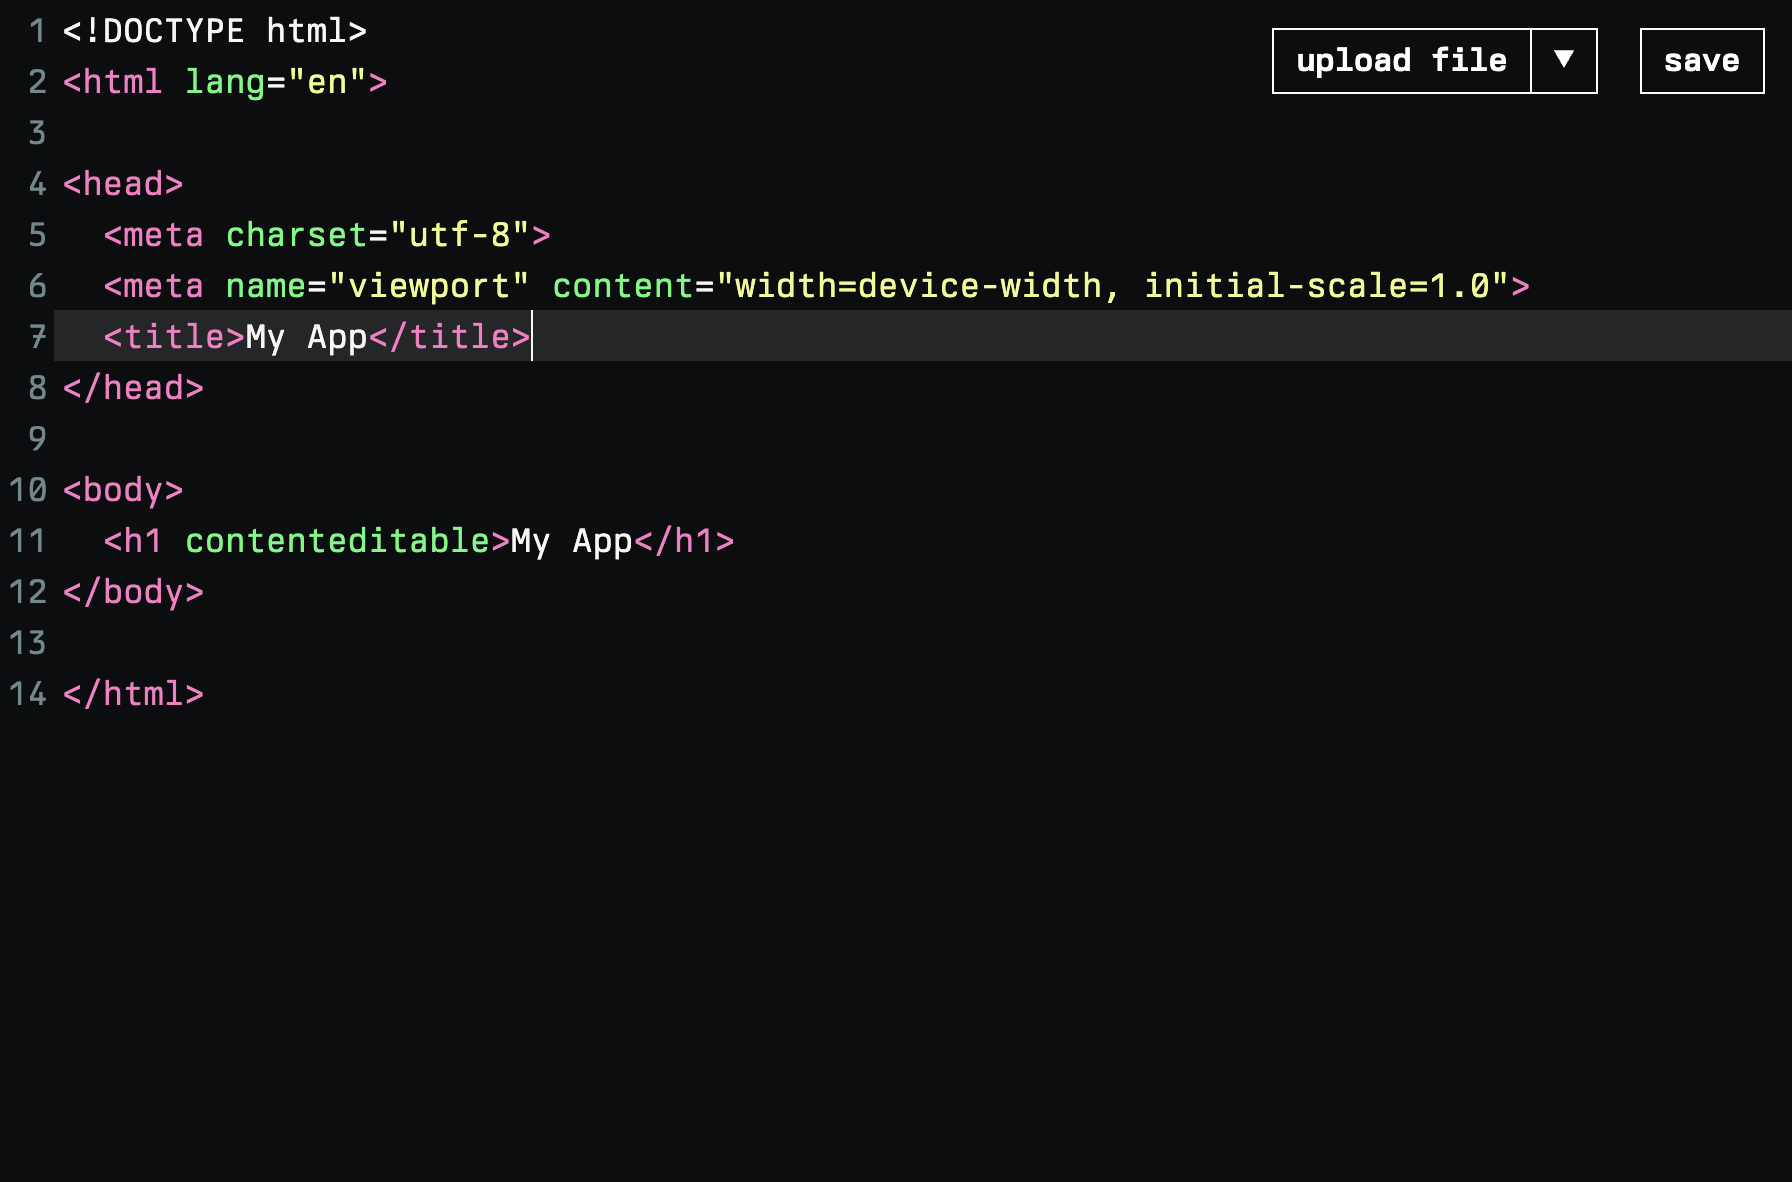 1 <!DOCTYPE html>
upload file ▼ save
2 <html lang="en">
3
4 <head>
5   <meta charset="utf-8">
6   <meta name="viewport" content="width=device-width, initial-scale=1.0">
7   <title>My App</title>
8 </head>
9
10 <body>
11   <h1 contenteditable>My App</h1>
12 </body>
13
14 </html>